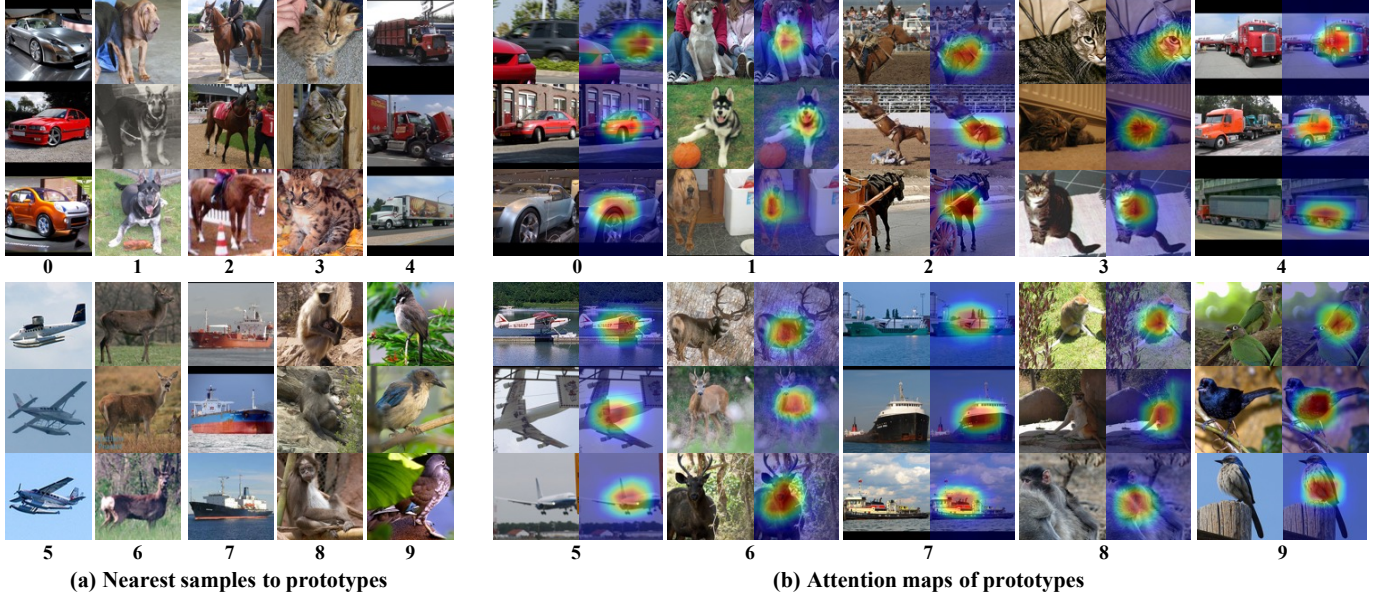 0 1 2 3 4 0 1 2 3 4
5 6 7 8 9 5 6 7 8 9
(a) Nearest samples to prototypes (b) Attention maps of prototypes